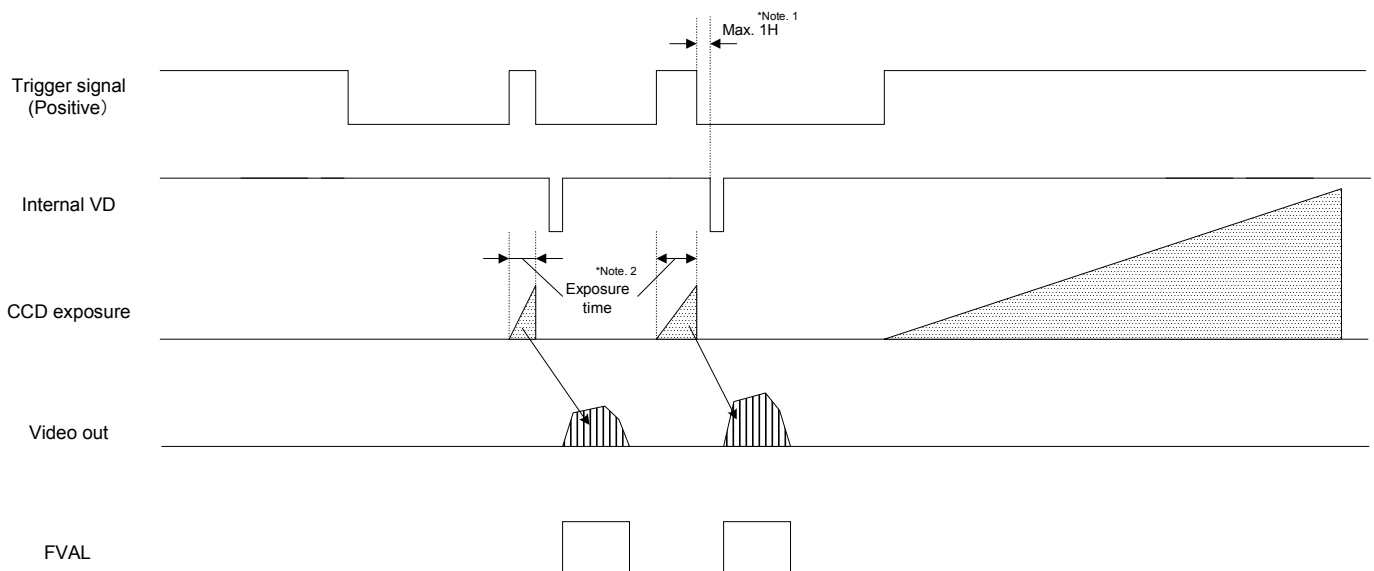 *Note. 1
Max. 1H
Trigger signal
(Positive）
Internal VD
*Note. 2
Exposure
time
CCD exposure
Video out
FVAL